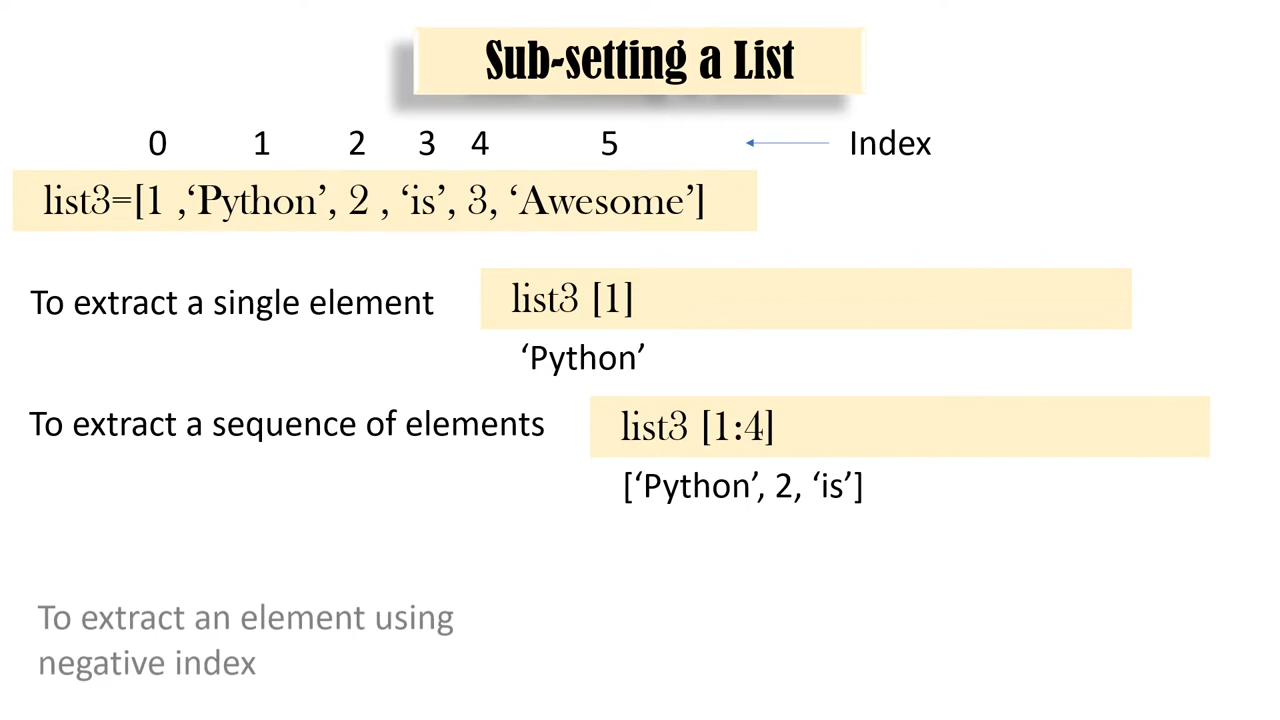 Sub-setting a List
0 1 2 3 4 5 Index
list3=[1 ,‘Python’, 2 , ‘is’, 3, ‘Awesome’]
To extract a single element list3 [1]
‘Python’
To extract a sequence of elements list3 [1:4]
[‘Python’, 2, ‘is’]
To extract an element using
negative index